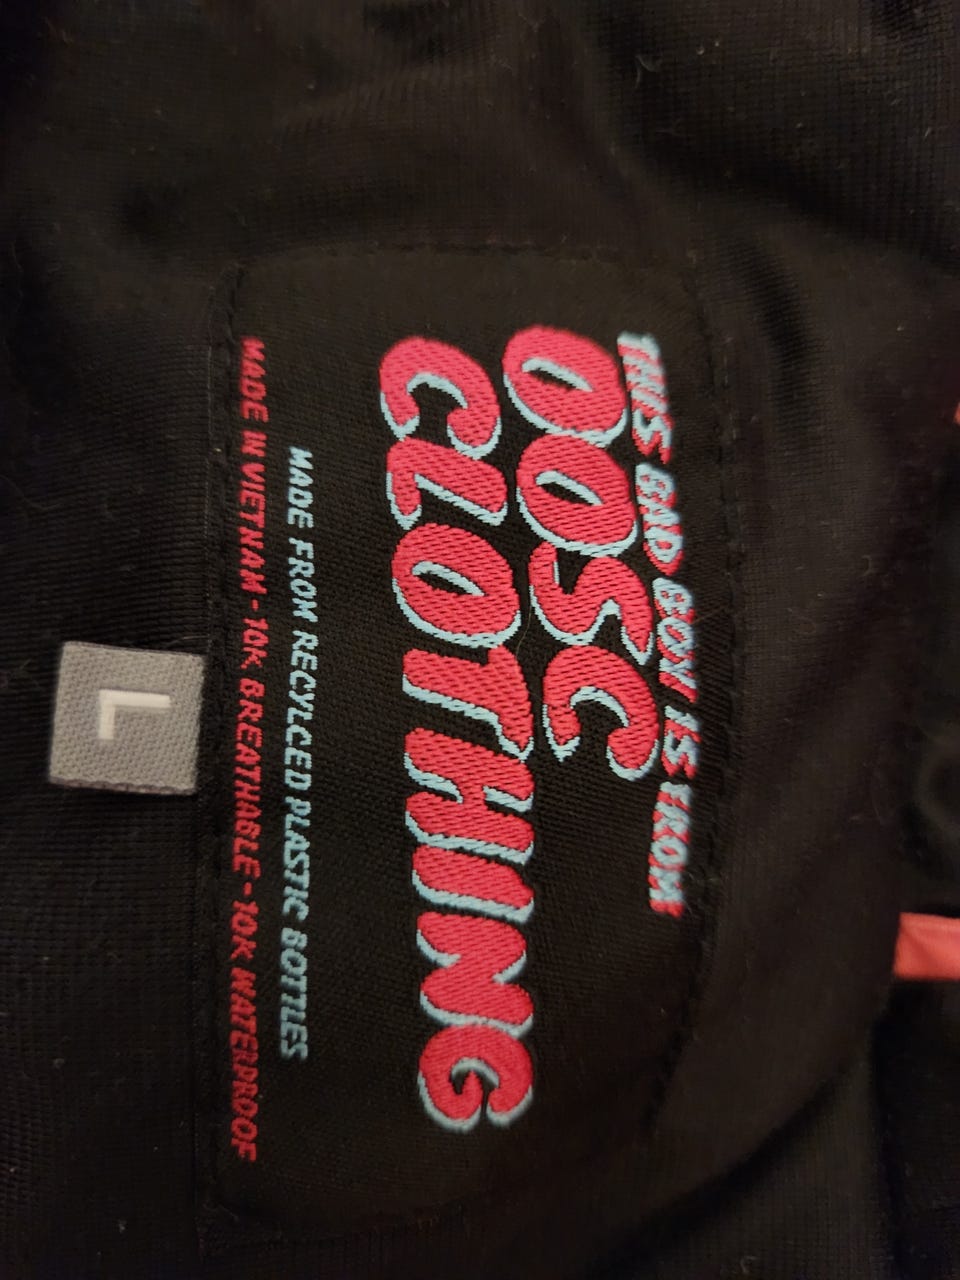 THIS BAD BOY IS FROM
OOSC
CLOTHING
MADE FROM RECYLCED PLASTIC BOTTLES
MADE IN VIETNAM - 10K BREATHABLE - 10K WATERPROOF
L